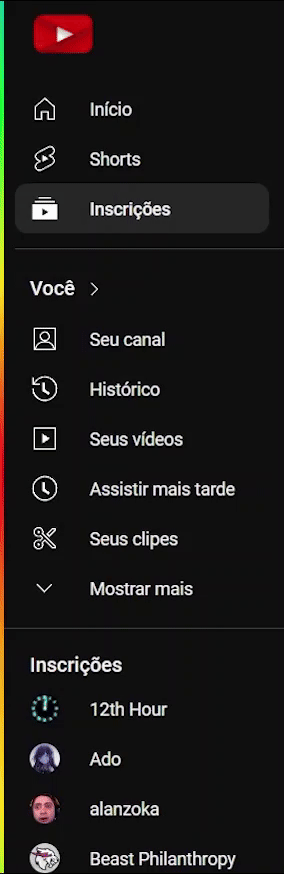 Início
Shorts
Inscrições
Você
Seu canal
Histórico
Seus vídeos
Assistir mais tarde
Seus clipes
Mostrar mais
Inscrições
12th Hour
Ado
alanzoka
Beast Philanthropy